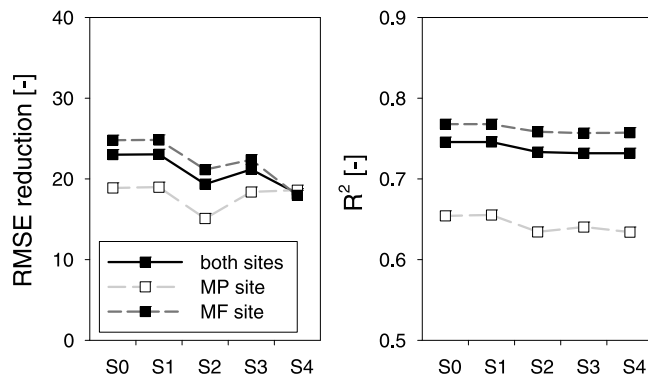 RMSE reduction [-]
40
30
20
10
0
both sites
MP site
MF site
S0 S1 S2 S3 S4
R² [-]
0.9
0.8
0.7
0.6
0.5
S0 S1 S2 S3 S4